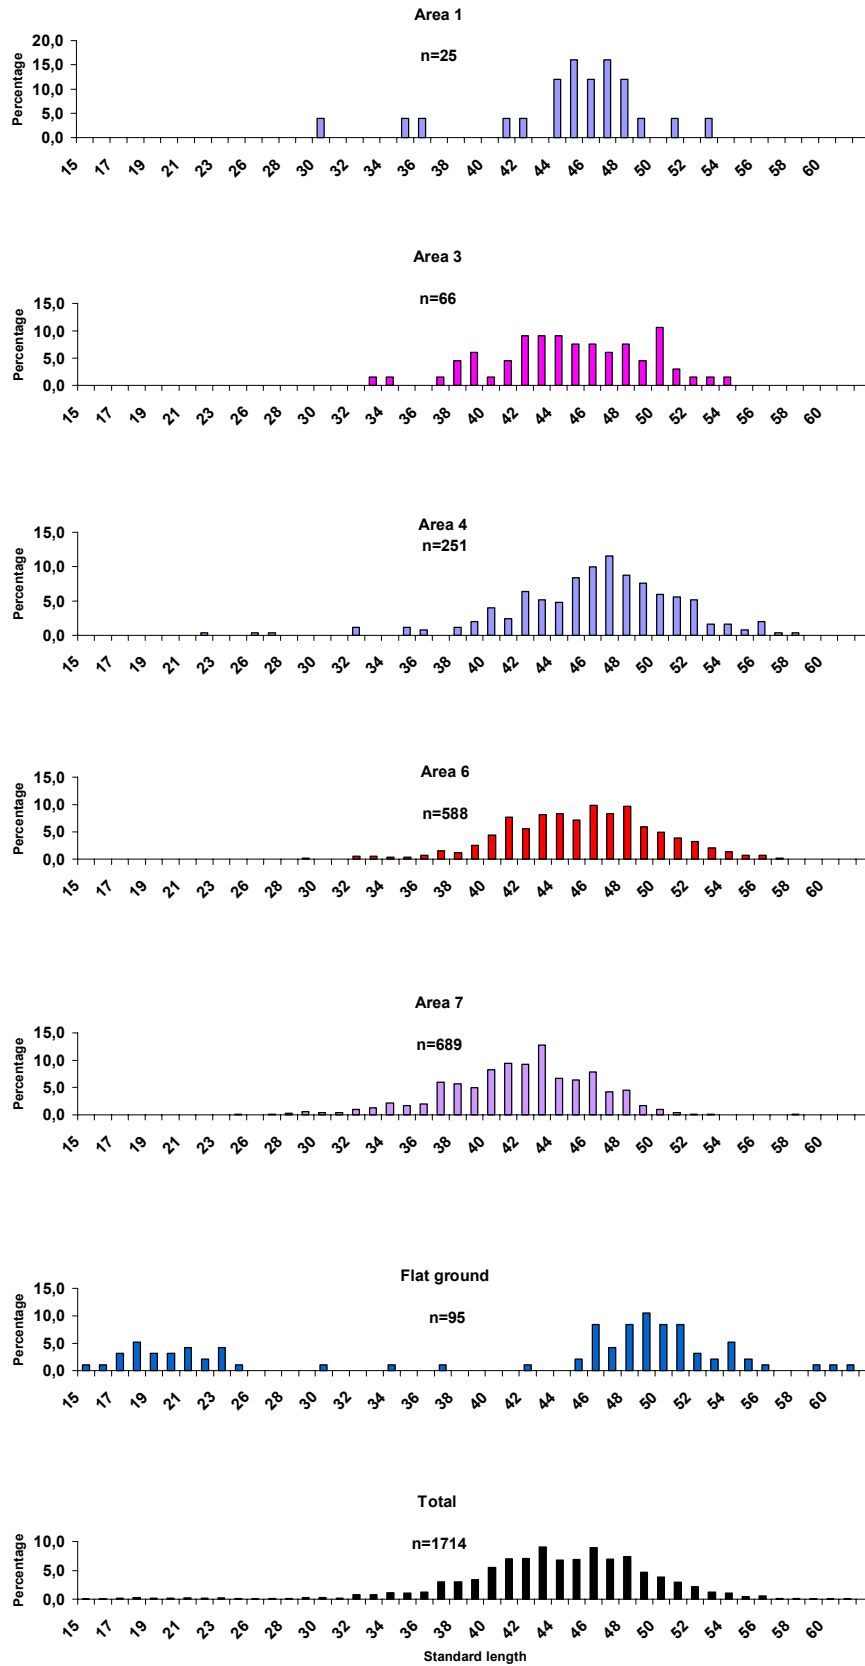 Area 1
n=25
Percentage
20,0
15,0
10,0
5,0
0,0
15 17 19 21 23 26 28 30 32 34 36 38 40 42 44 46 48 50 52 54 56 58 60
Area 3
n=66
Percentage
15,0
10,0
5,0
0,0
15 17 19 21 23 26 28 30 32 34 36 38 40 42 44 46 48 50 52 54 56 58 60
Area 4
n=251
Percentage
15,0
10,0
5,0
0,0
15 17 19 21 23 26 28 30 32 34 36 38 40 42 44 46 48 50 52 54 56 58 60
Area 6
n=588
Percentage
15,0
10,0
5,0
0,0
15 17 19 21 23 26 28 30 32 34 36 38 40 42 44 46 48 50 52 54 56 58 60
Area 7
n=689
Percentage
15,0
10,0
5,0
0,0
15 17 19 21 23 26 28 30 32 34 36 38 40 42 44 46 48 50 52 54 56 58 60
Flat ground
n=95
Percentage
15,0
10,0
5,0
0,0
15 17 19 21 23 26 28 30 32 34 36 38 40 42 44 46 48 50 52 54 56 58 60
Total
n=1714
Percentage
10,0
5,0
0,0
15 17 19 21 23 26 28 30 32 34 36 38 40 42 44 46 48 50 52 54 56 58 60
Standard length